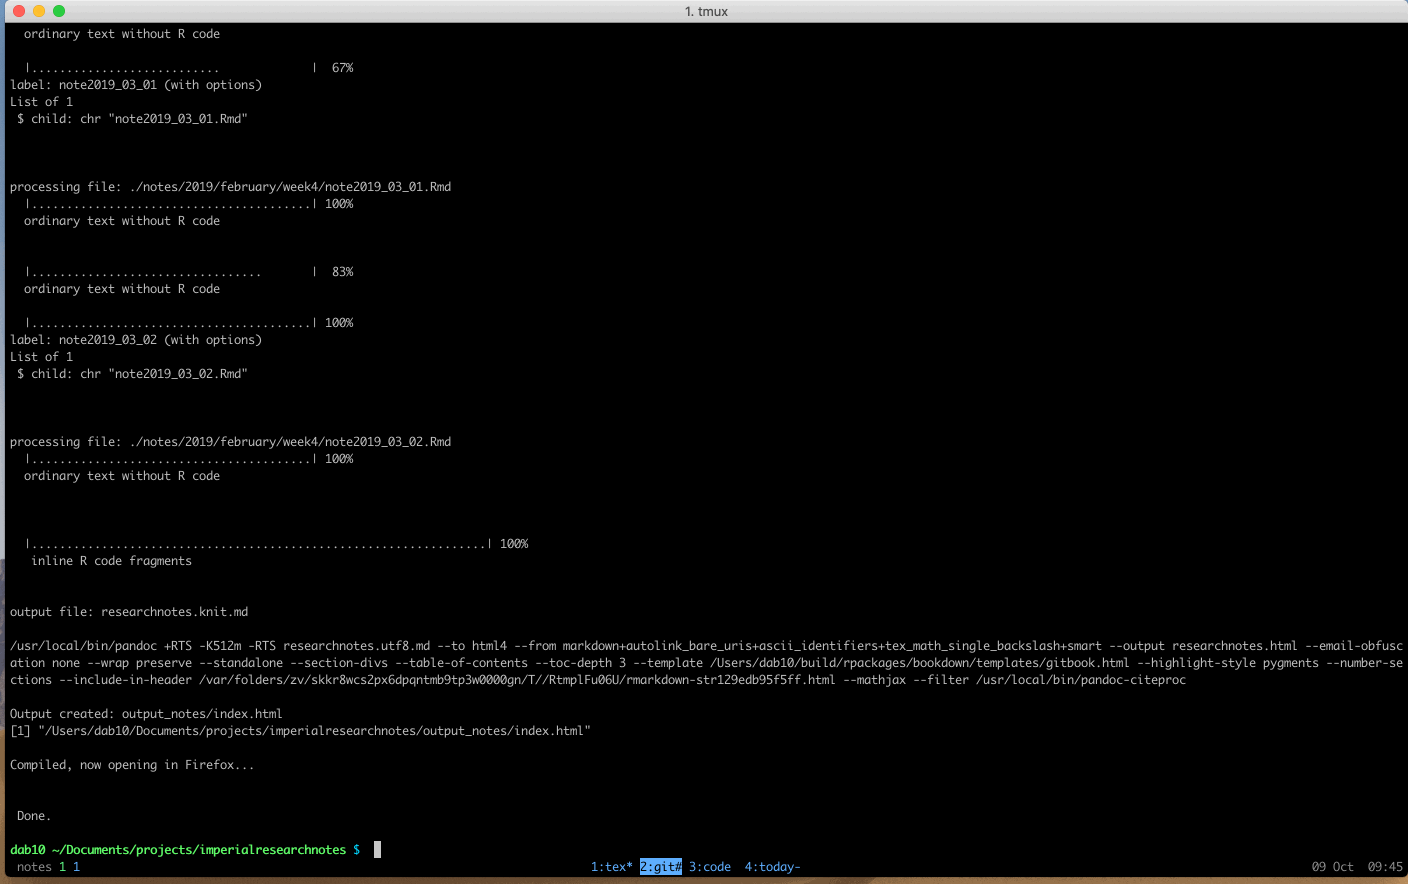 1. tmux
ordinary text without R code
|........................... | 67%
label: note2019_03_01 (with options)
List of 1
$ child: chr "note2019_03_01.Rmd"
processing file: ./notes/2019/february/week4/note2019_03_01.Rmd
|........................................| 100%
ordinary text without R code
|................................. | 83%
ordinary text without R code
|........................................| 100%
label: note2019_03_02 (with options)
List of 1
$ child: chr "note2019_03_02.Rmd"
processing file: ./notes/2019/february/week4/note2019_03_02.Rmd
|........................................| 100%
ordinary text without R code
|.................................................................| 100%
inline R code fragments
output file: researchnotes.knit.md
/usr/local/bin/pandoc +RTS -K512m -RTS researchnotes.utf8.md --to html4 --from markdown+autolink_bare_uris+ascii_identifiers+tex_math_single_backslash+smart --output researchnotes.html --email-obfusc
ation none --wrap preserve --standalone --section-divs --table-of-contents --toc-depth 3 --template /Users/dab10/build/rpackages/bookdown/templates/gitbook.html --highlight-style pygments --number-se
ctions --include-in-header /var/folders/zv/skkr8wcs2px6dpqntmb9tp3w0000gn/T//RtmplFu06U/rmarkdown-str129edb95f5ff.html --mathjax --filter /usr/local/bin/pandoc-citeproc
Output created: output_notes/index.html
[1] "/Users/dab10/Documents/projects/imperialresearchnotes/output_notes/index.html"
Compiled, now opening in Firefox...
Done.
dab10 ~/Documents/projects/imperialresearchnotes $
notes 1 1 1:tex* 2:git# 3:code 4:today- 09 Oct 09:45